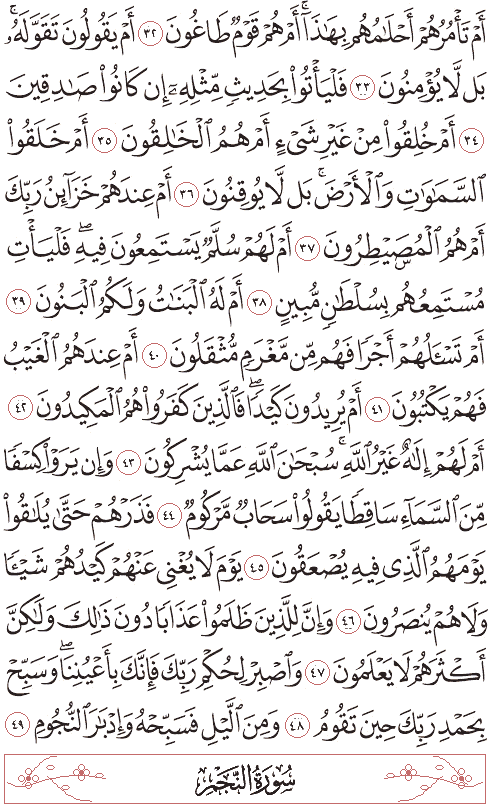 أَمْ تَأْمُرُهُمْ أَحْلَٰمُهُم بِهَٰذَآ ۚ أَمْ هُمْ قَوْمٌ طَاغُونَ ٣٢ أَمْ يَقُولُونَ تَقَوَّلَهُۥ ۚ
بَل لَّا يُؤْمِنُونَ ٣٣ فَلْيَأْتُوا۟ بِحَدِيثٍ مِّثْلِهِۦٓ إِن كَانُوا۟ صَٰدِقِينَ
٣٤ أَمْ خُلِقُوا۟ مِنْ غَيْرِ شَىْءٍ أَمْ هُمُ ٱلْخَٰلِقُونَ ٣٥ أَمْ خَلَقُوا۟
ٱلسَّمَٰوَٰتِ وَٱلْأَرْضَ ۚ بَل لَّا يُوقِنُونَ ٣٦ أَمْ عِندَهُمْ خَزَآئِنُ رَبِّكَ
أَمْ هُمُ ٱلْمُصَۜيْطِرُونَ ٣٧ أَمْ لَهُمْ سُلَّمٌ يَسْتَمِعُونَ فِيهِ ۖ فَلْيَأْتِ
مُسْتَمِعُهُم بِسُلْطَٰنٍ مُّبِينٍ ٣٨ أَمْ لَهُ ٱلْبَنَٰتُ وَلَكُمُ ٱلْبَنُونَ ٣٩
أَمْ تَسْـَٔلُهُمْ أَجْرًا فَهُم مِّن مَّغْرَمٍ مُّثْقَلُونَ ٤٠ أَمْ عِندَهُمُ ٱلْغَيْبُ
فَهُمْ يَكْتُبُونَ ٤١ أَمْ يُرِيدُونَ كَيْدًا ۖ فَٱلَّذِينَ كَفَرُوا۟ هُمُ ٱلْمَكِيدُونَ ٤٢
أَمْ لَهُمْ إِلَٰهٌ غَيْرُ ٱللَّهِ ۚ سُبْحَٰنَ ٱللَّهِ عَمَّا يُشْرِكُونَ ٤٣ وَإِن يَرَوْا۟ كِسْفًا
مِّنَ ٱلسَّمَآءِ سَاقِطًا يَقُولُوا۟ سَحَابٌ مَّرْكُومٌ ٤٤ فَذَرْهُمْ حَتَّىٰ يُلَٰقُوا۟
يَوْمَهُمُ ٱلَّذِى فِيهِ يُصْعَقُونَ ٤٥ يَوْمَ لَا يُغْنِى عَنْهُمْ كَيْدُهُمْ شَيْـًٔا
وَلَا هُمْ يُنصَرُونَ ٤٦ وَإِنَّ لِلَّذِينَ ظَلَمُوا۟ عَذَابًا دُونَ ذَٰلِكَ وَلَٰكِنَّ
أَكْثَرَهُمْ لَا يَعْلَمُونَ ٤٧ وَٱصْبِرْ لِحُكْمِ رَبِّكَ فَإِنَّكَ بِأَعْيُنِنَا ۖ وَسَبِّحْ
بِحَمْدِ رَبِّكَ حِينَ تَقُومُ ٤٨ وَمِنَ ٱلَّيْلِ فَسَبِّحْهُ وَإِدْبَٰرَ ٱلنُّجُومِ ٤٩
سُورَةُ النَّجْمِ